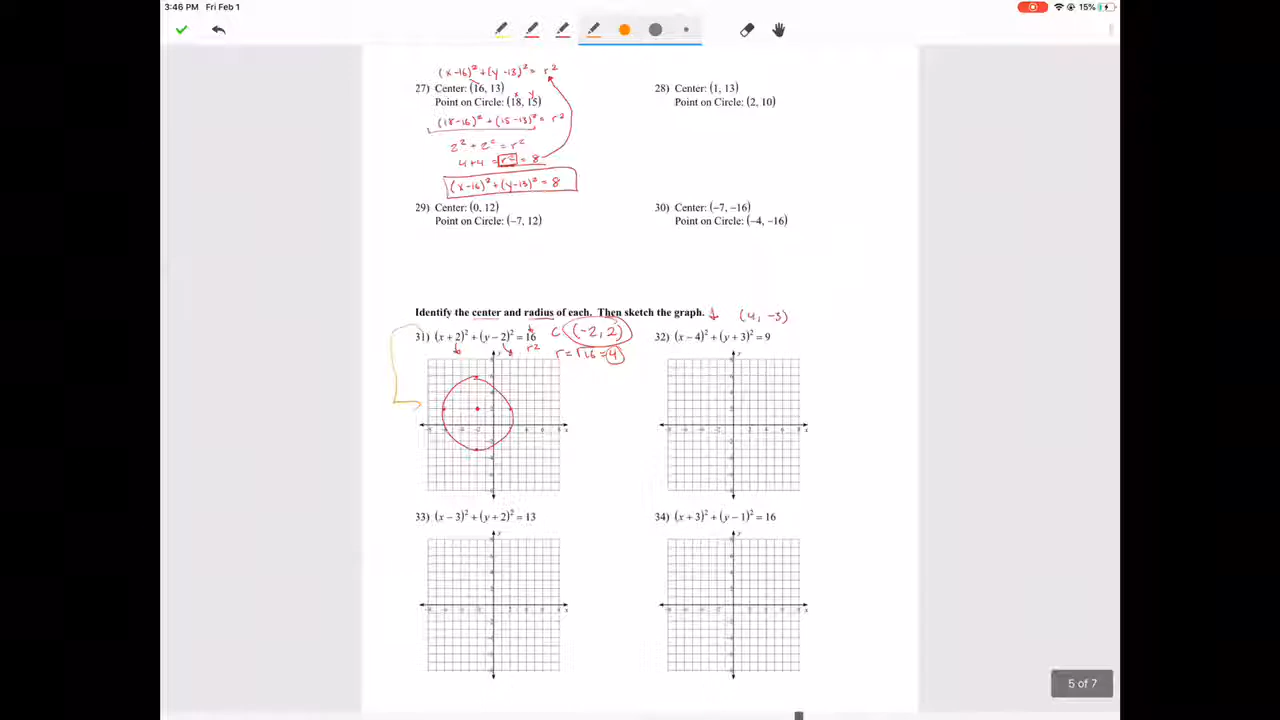 3:46 PM Fri Feb 1
15%
(x-16)² + (y-13)² = r²
27) Center: (16, 13)
x y
Point on Circle: (18, 15)
(18-16)² + (15-13)² = r²
2² + 2² = r²
4+4 = r² = 8
(x-16)² + (y-13)² = 8
28) Center: (1, 13)
Point on Circle: (2, 10)
29) Center: (0, 12)
Point on Circle: (−7, 12)
30) Center: (−7, −16)
Point on Circle: (−4, −16)
Identify the center and radius of each. Then sketch the graph.
31) (x + 2)² + (y − 2)² = 16
C (-2, 2)
r²
r = √16 = 4
(4, -3)
32) (x − 4)² + (y + 3)² = 9
33) (x − 3)² + (y + 2)² = 13
34) (x + 3)² + (y − 1)² = 16
5 of 7